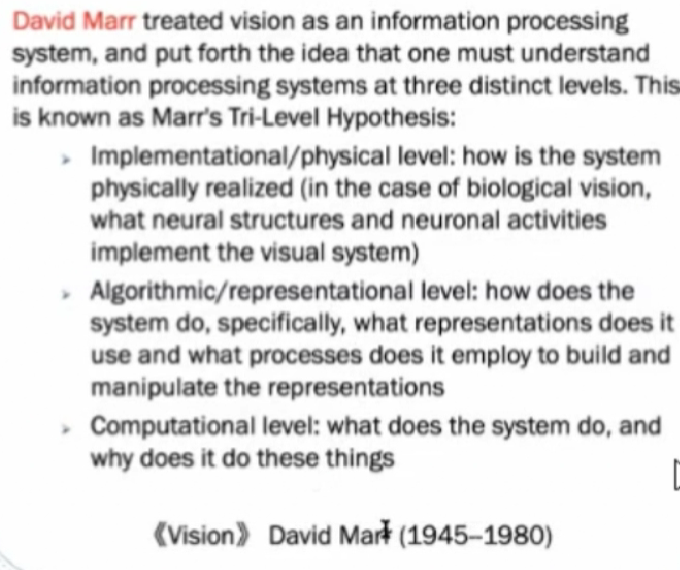 David Marr treated vision as an information processing
system, and put forth the idea that one must understand
information processing systems at three distinct levels. This
is known as Marr's Tri-Level Hypothesis:
Implementational/physical level: how is the system
physically realized (in the case of biological vision,
what neural structures and neuronal activities
implement the visual system)
Algorithmic/representational level: how does the
system do, specifically, what representations does it
use and what processes does it employ to build and
manipulate the representations
Computational level: what does the system do, and
why does it do these things
《Vision》 David Marr (1945–1980)